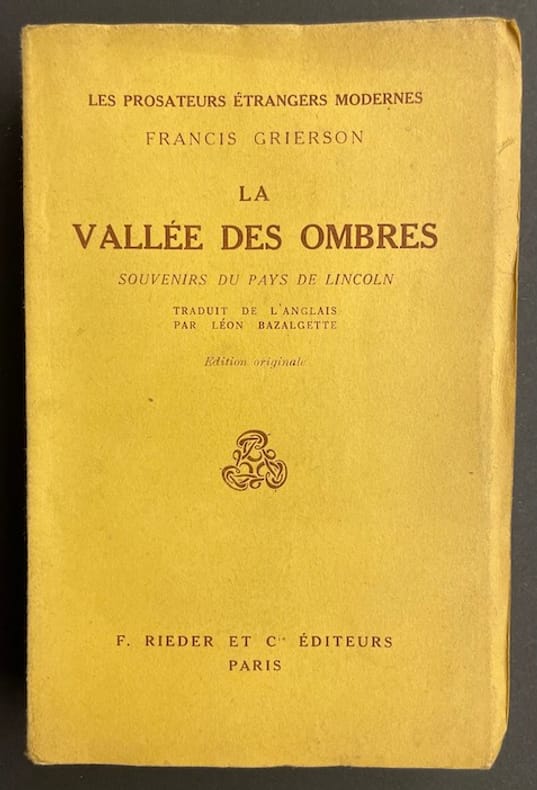 LES PROSATEURS ÉTRANGERS MODERNES
FRANCIS GRIERSON
LA
VALLÉE DES OMBRES
SOUVENIRS DU PAYS DE LINCOLN
TRADUIT DE L'ANGLAIS
PAR LÉON BAZALGETTE
Edition originale
F. RIEDER ET Cie ÉDITEURS
PARIS